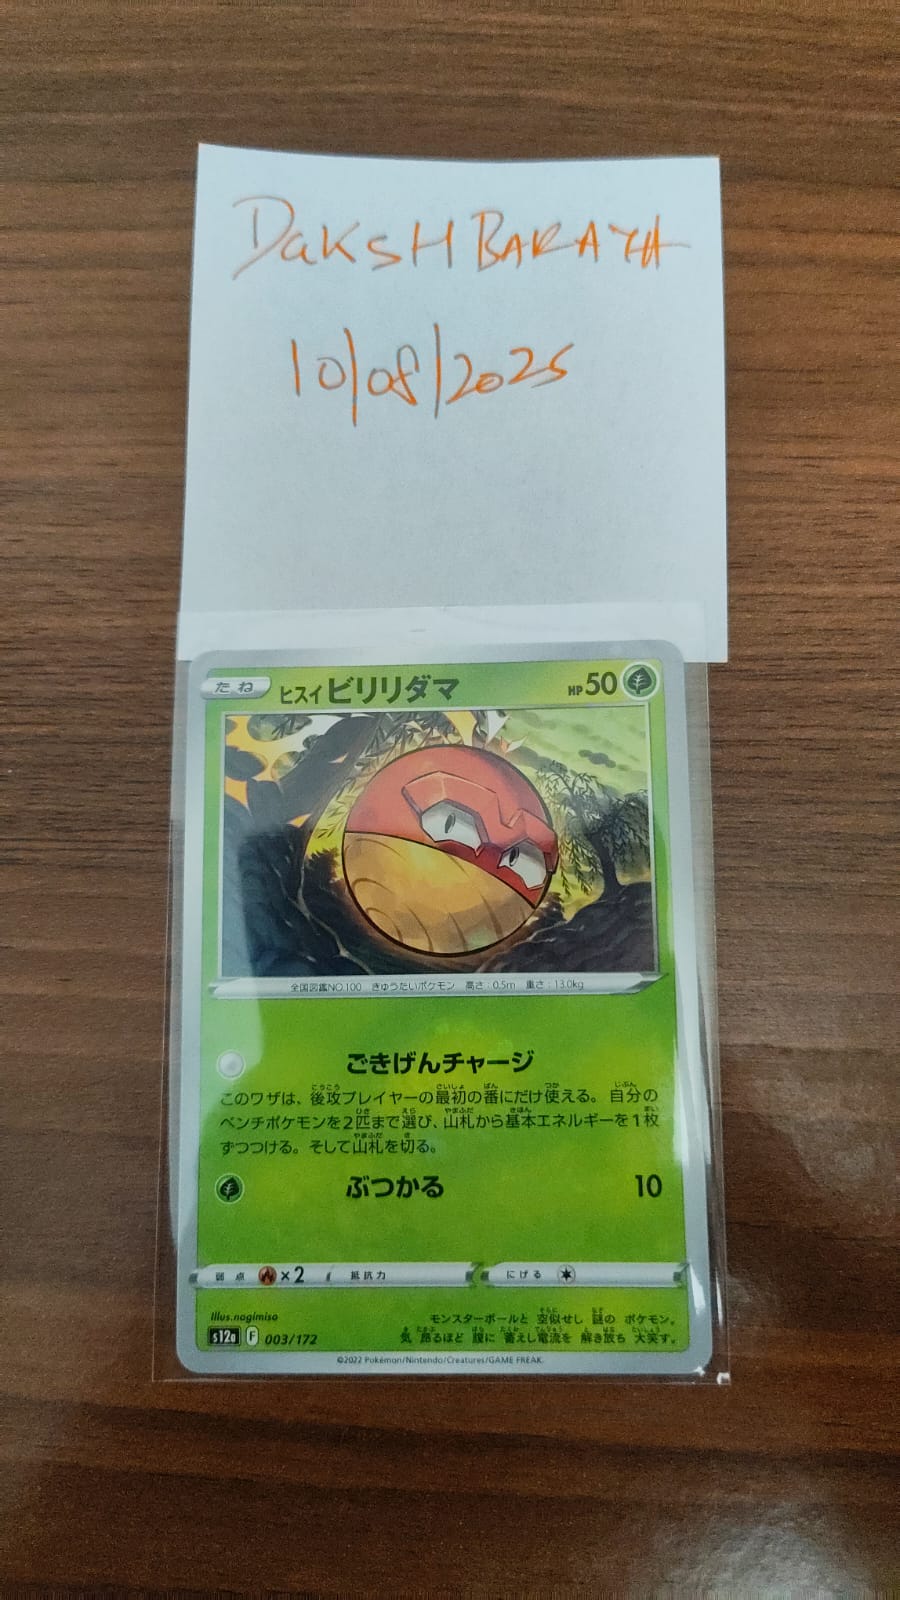 DakSH BARAYA
10/08/2025
たね ヒスイ ビリリダマ HP 50
全国図鑑NO.100 きゅうたいポケモン 高さ:0.5m 重さ:13.0kg
ごきげんチャージ
このワザは、後攻プレイヤーの最初の番にだけ使える。自分の
ベンチポケモンを2匹まで選び、山札から基本エネルギーを1枚
ずつつける。そして山札を切る。
ぶつかる 10
弱点 ×2 抵抗力 にげる
Illus.nagimiso
モンスターボールと 空似せし 謎の ポケモン。
s12a F 003/172
気 昂るほど 腹に 蓄えし電流を 解き放ち 大笑す。
©2022 Pokémon/Nintendo/Creatures/GAME FREAK.